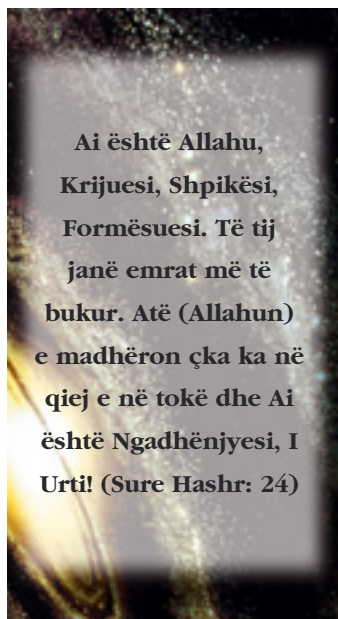 Ai është Allahu,
Krijuesi, Shpikësi,
Formësuesi. Të tij
janë emrat më të
bukur. Atë (Allahun)
e madhëron çka ka në
qiej e në tokë dhe Ai
është Ngadhënjyesi, I
Urti! (Sure Hashr: 24)